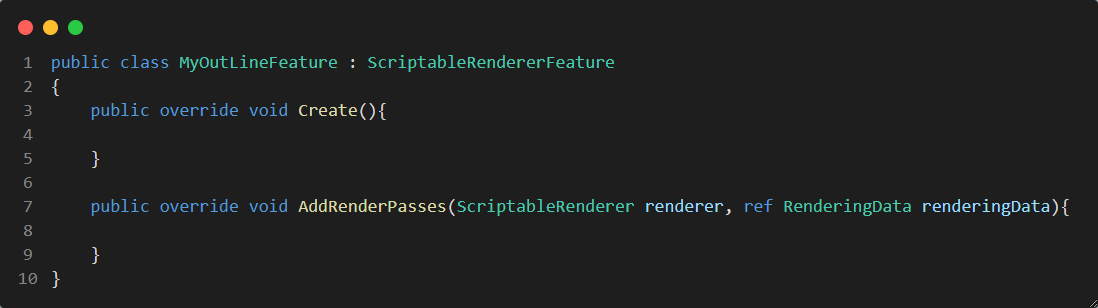 1 public class MyOutLineFeature : ScriptableRendererFeature
2 {
3     public override void Create(){
4
5     }
6
7     public override void AddRenderPasses(ScriptableRenderer renderer, ref RenderingData renderingData){
8
9     }
10 }